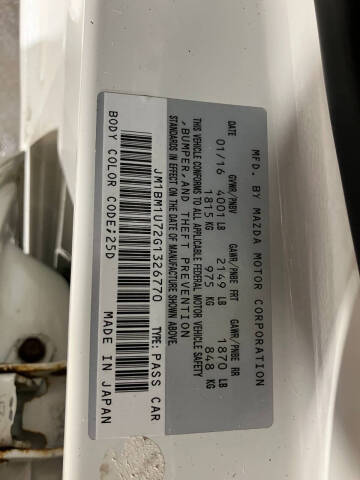 MFD. BY MAZDA MOTOR CORPORATION
DATE GVWR/PNBV GAWR/PNBE FRT GAWR/PNBE RR
01/16 4001 LB 2149 LB 1870 LB
1815 KG 975 KG 848 KG
THIS VEHICLE CONFORMS TO ALL APPLICABLE FEDERAL MOTOR VEHICLE SAFETY
, BUMPER, AND THEFT PREVENTION
STANDARDS IN EFFECT ON THE DATE OF MANUFACTURE SHOWN ABOVE.
JM1BM1U72G1326770 TYPE: PASS CAR
BODY COLOR CODE:25D MADE IN JAPAN